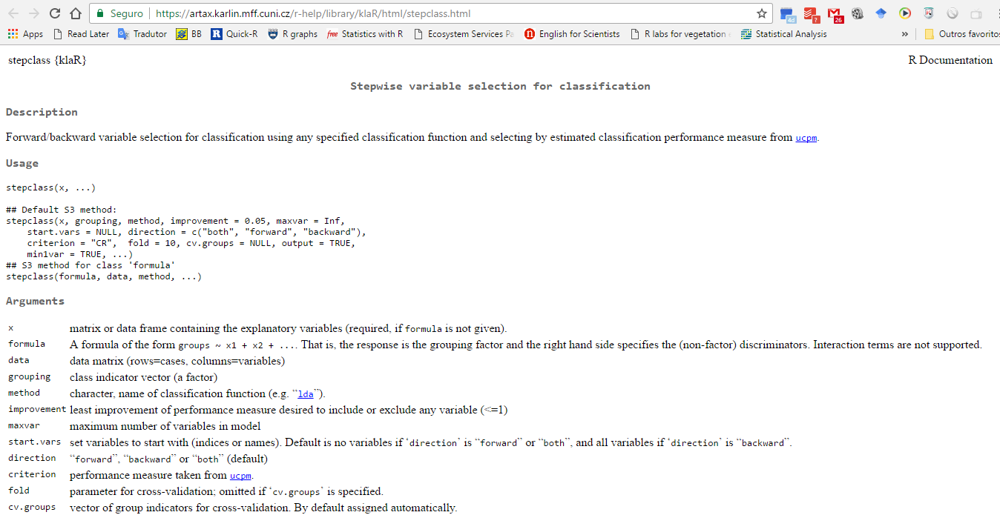 Seguro https://artax.karlin.mff.cuni.cz/r-help/library/klaR/html/stepclass.html
4d ? 26
Apps Read Later Tradutor BB Quick-R R graphs free Statistics with R Ecosystem Services Pa English for Scientists R labs for vegetation Statistical Analysis » Outros favoritos
stepclass {klaR} R Documentation
Stepwise variable selection for classification
Description
Forward/backward variable selection for classification using any specified classification function and selecting by estimated classification performance measure from ucpm.
Usage
stepclass(x, ...)
## Default S3 method:
stepclass(x, grouping, method, improvement = 0.05, maxvar = Inf,
start.vars = NULL, direction = c("both", "forward", "backward"),
criterion = "CR", fold = 10, cv.groups = NULL, output = TRUE,
min1var = TRUE, ...)
## S3 method for class 'formula'
stepclass(formula, data, method, ...)
Arguments
x matrix or data frame containing the explanatory variables (required, if formula is not given).
formula A formula of the form groups ~ x1 + x2 + .... That is, the response is the grouping factor and the right hand side specifies the (non-factor) discriminators. Interaction terms are not supported.
data data matrix (rows=cases, columns=variables)
grouping class indicator vector (a factor)
method character, name of classification function (e.g. “lda”).
improvement least improvement of performance measure desired to include or exclude any variable (<=1)
maxvar maximum number of variables in model
start.vars set variables to start with (indices or names). Default is no variables if ‘direction’ is “forward” or “both”, and all variables if ‘direction’ is “backward”.
direction “forward”, “backward” or “both” (default)
criterion performance measure taken from ucpm.
fold parameter for cross-validation; omitted if ‘cv.groups’ is specified.
cv.groups vector of group indicators for cross-validation. By default assigned automatically.